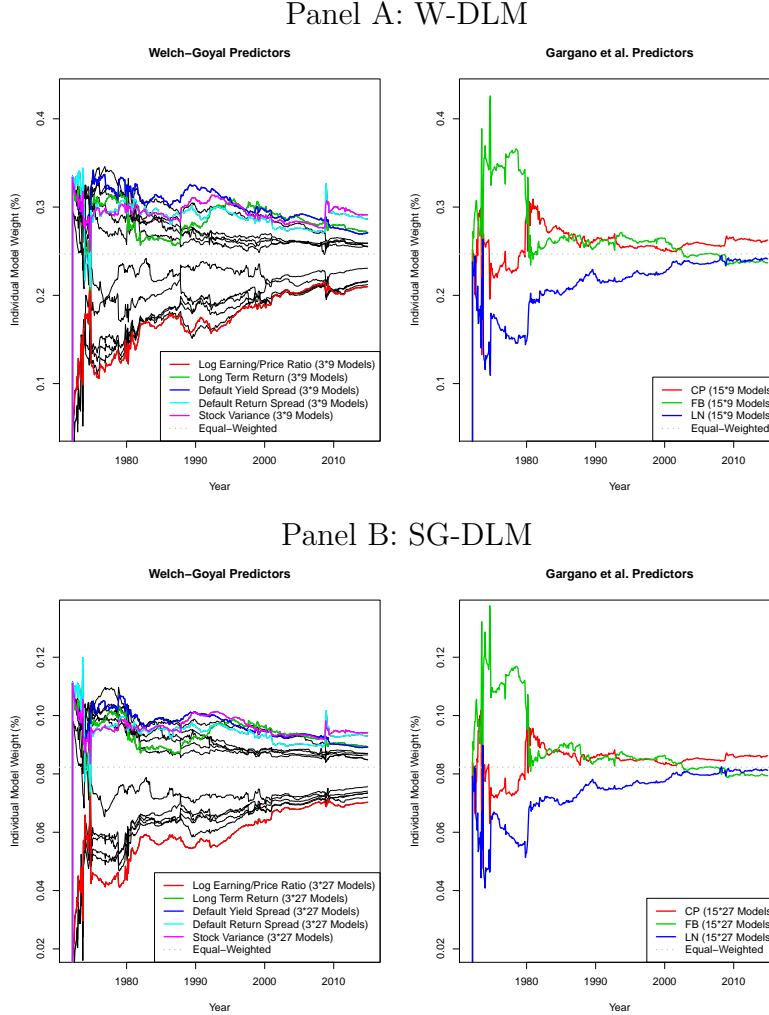 Panel A: W-DLM
Welch−Goyal Predictors
Gargano et al. Predictors
Individual Model Weight (%)
0.4
0.3
0.2
0.1
Log Earning/Price Ratio (3*9 Models)
Long Term Return (3*9 Models)
Default Yield Spread (3*9 Models)
Default Return Spread (3*9 Models)
Stock Variance (3*9 Models)
Equal−Weighted
1980
1990
2000
2010
Year
Individual Model Weight (%)
0.4
0.3
0.2
0.1
CP (15*9 Models
FB (15*9 Models
LN (15*9 Models
Equal−Weighted
1980
1990
2000
2010
Year
Panel B: SG-DLM
Welch−Goyal Predictors
Gargano et al. Predictors
Individual Model Weight (%)
0.12
0.10
0.08
0.06
0.04
0.02
Log Earning/Price Ratio (3*27 Models)
Long Term Return (3*27 Models)
Default Yield Spread (3*27 Models)
Default Return Spread (3*27 Models)
Stock Variance (3*27 Models)
Equal−Weighted
1980
1990
2000
2010
Year
Individual Model Weight (%)
0.12
0.10
0.08
0.06
0.04
0.02
CP (15*27 Models
FB (15*27 Models
LN (15*27 Models
Equal−Weighted
1980
1990
2000
2010
Year